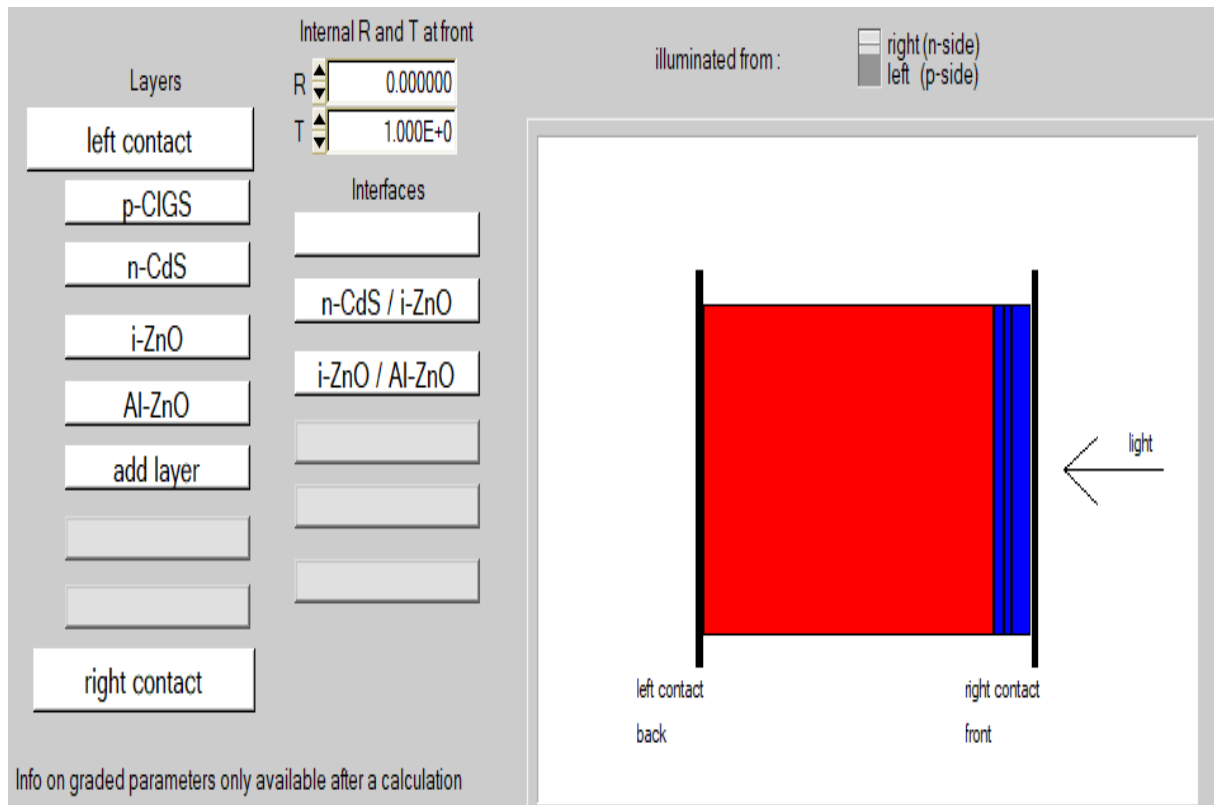 Internal R and T at front
R 0.000000
T 1.000E+0
illuminated from :
right (n-side)
left (p-side)
Layers
left contact
p-CIGS
n-CdS
i-ZnO
Al-ZnO
add layer
right contact
Interfaces
n-CdS / i-ZnO
i-ZnO / Al-ZnO
light
left contact
back
right contact
front
Info on graded parameters only available after a calculation